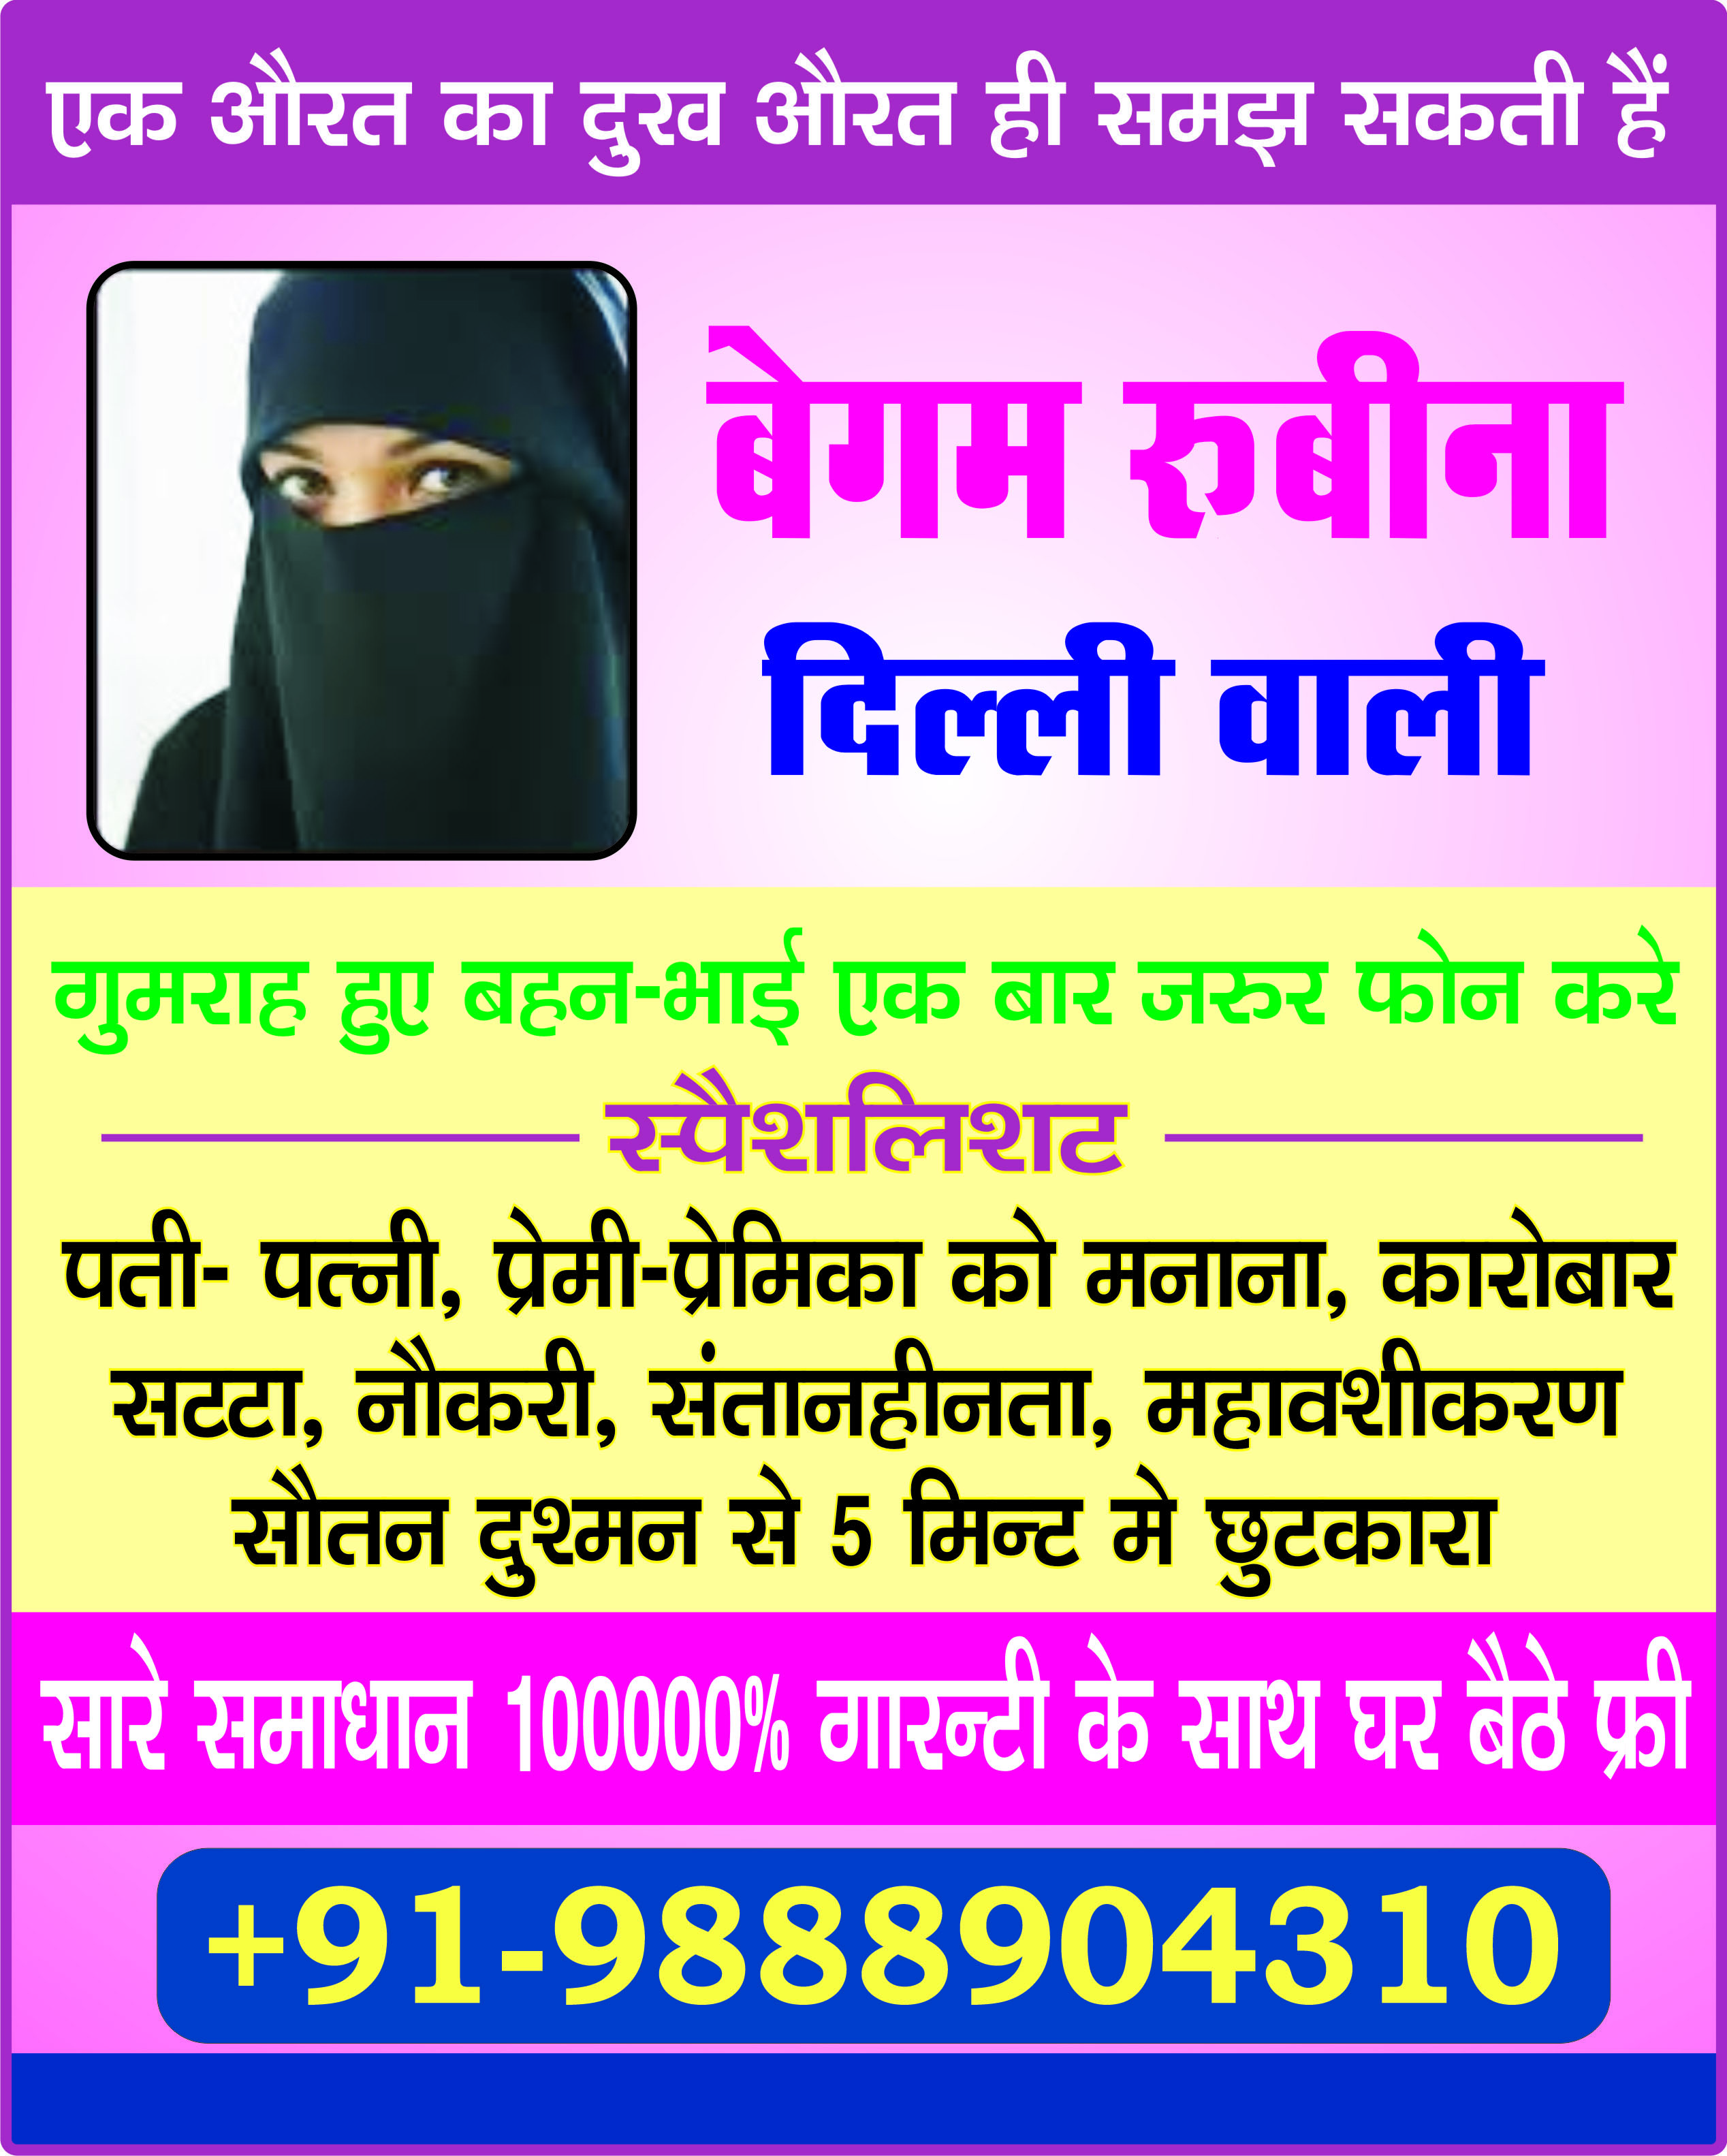 एक औरत का दुख औरत ही समझ सकती हैं
बेगम रुबीना
दिल्ली वाली
गुमराह हुए बहन-भाई एक बार जरुर फोन करे
स्पैशलिशट
पती- पत्नी, प्रेमी-प्रेमिका को मनाना, कारोबार
सटटा, नौकरी, संतानहीनता, महावशीकरण
सौतन दुश्मन से 5 मिन्ट मे छुटकारा
सारे समाधान 100000% गारन्टी के साथ घर बैठे फ्री
+91-9888904310